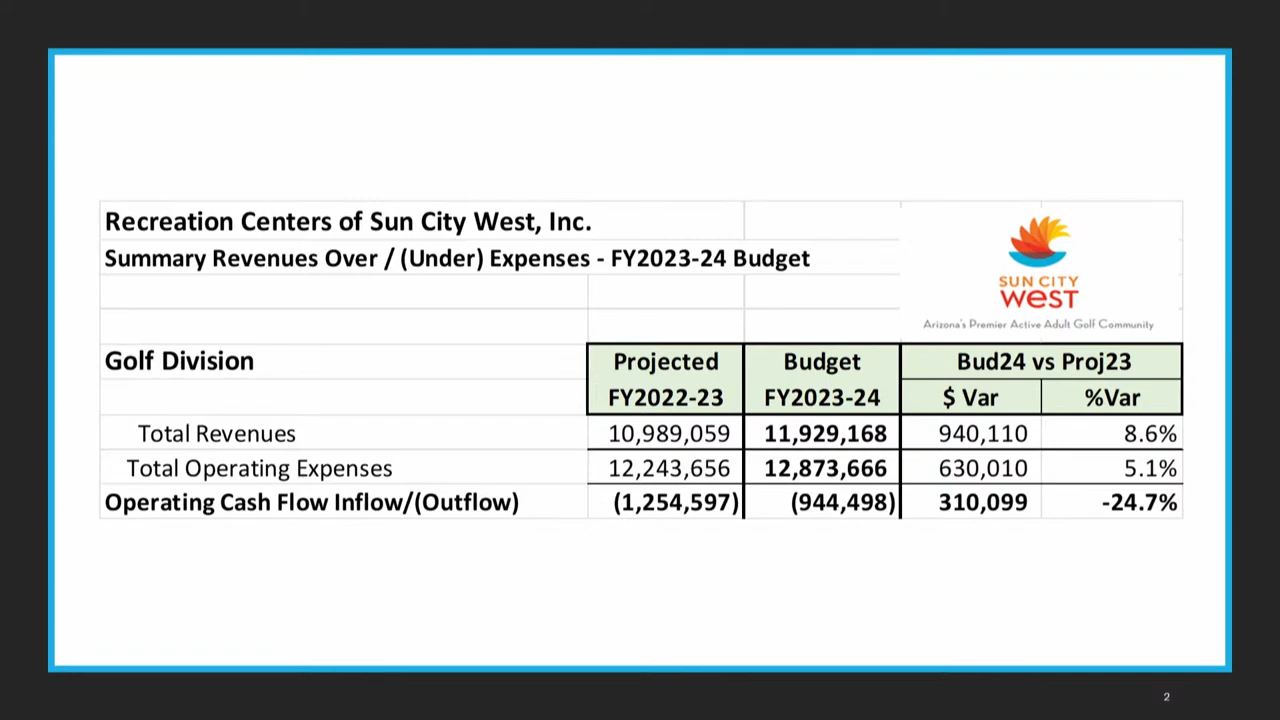 Recreation Centers of Sun City West, Inc.
Summary Revenues Over / (Under) Expenses - FY2023-24 Budget
SUN CITY
west
Arizona's Premier Active Adult Golf Community
Golf Division Projected Budget Bud24 vs Proj23
FY2022-23 FY2023-24 $ Var %Var
Total Revenues 10,989,059 11,929,168 940,110 8.6%
Total Operating Expenses 12,243,656 12,873,666 630,010 5.1%
Operating Cash Flow Inflow/(Outflow) (1,254,597) (944,498) 310,099 -24.7%
2